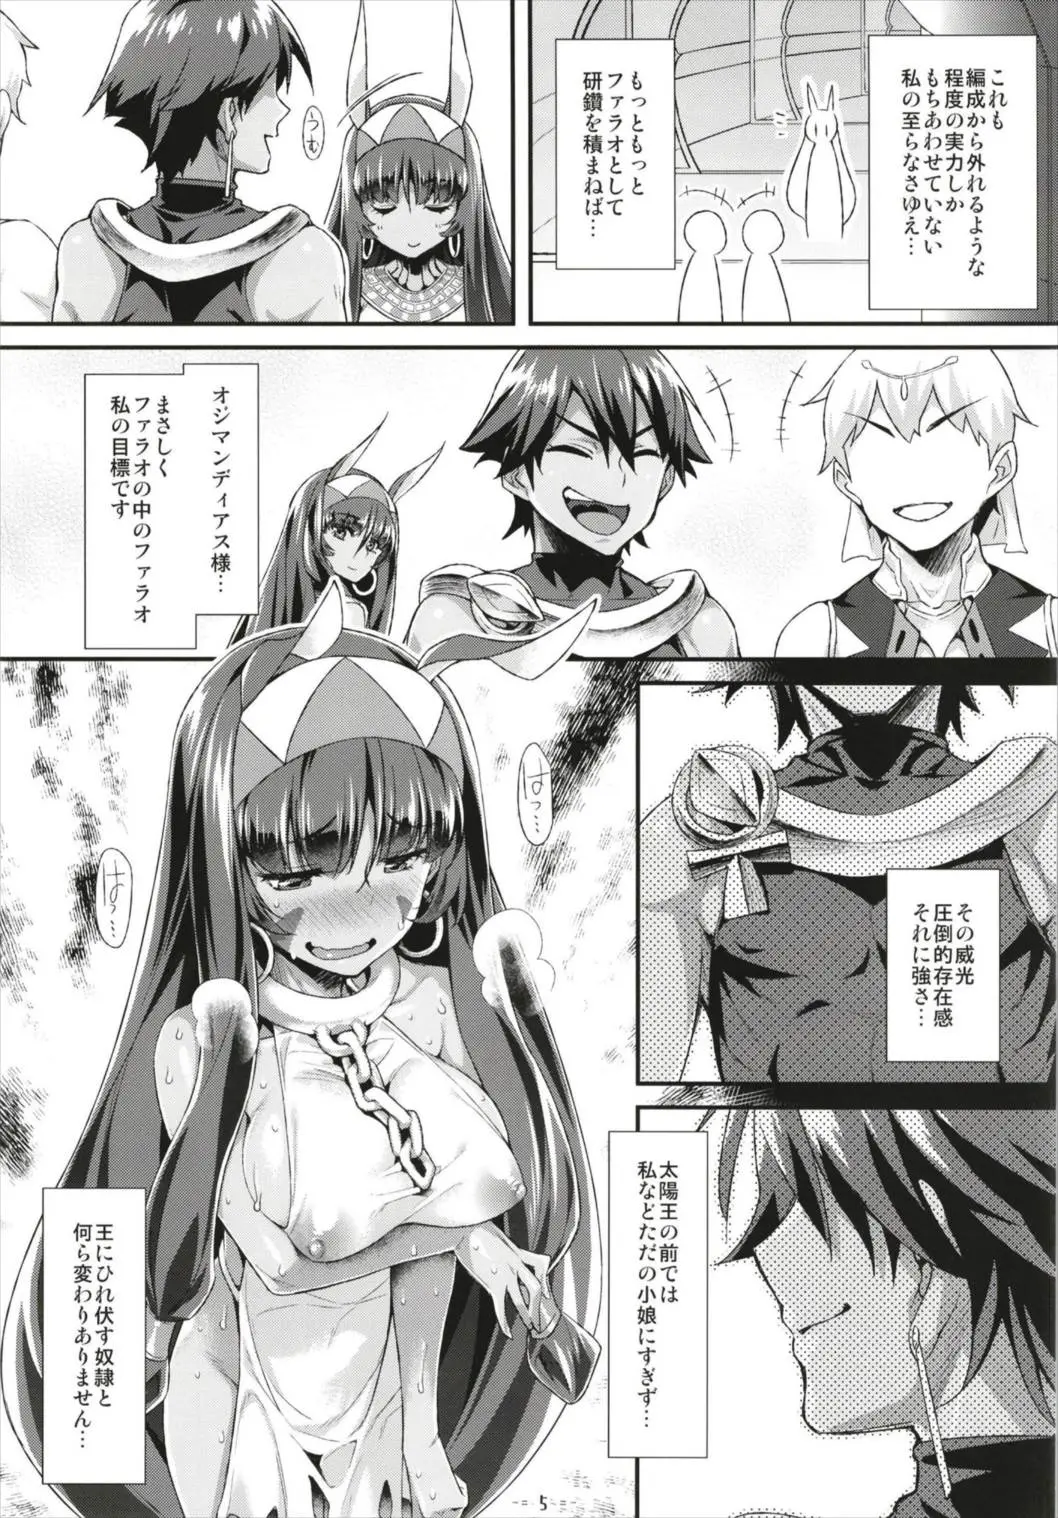 これも
編成から外れるような
程度の実力しか
もちあわせていない
私の至らなさゆえ…
もっともっと
ファラオとして
研鑽を積まねば…
うむ
オジマンディアス様…
まさしく
ファラオの中のファラオ
私の目標です
その威光
圧倒的存在感
それに強さ…
はっ…
はっ…
太陽王の前では
私などただの小娘にすぎず…
王にひれ伏す奴隷と
何ら変わりありません…
5